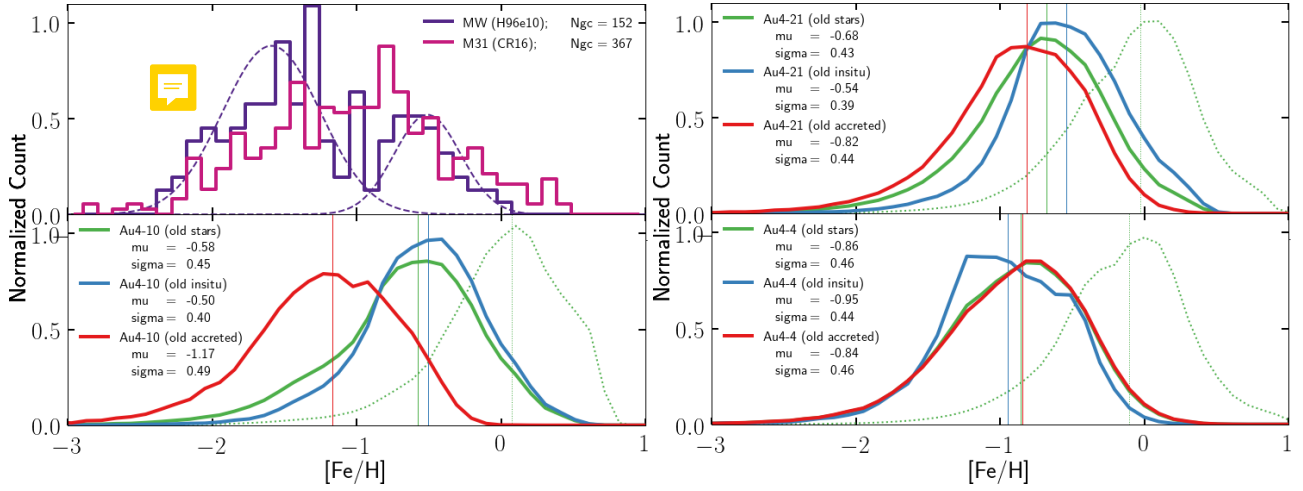 1.0
0.5
0.0
Normalized Count
MW (H96e10); Ngc = 152
M31 (CR16); Ngc = 367
1.0
0.5
0.0
Normalized Count
Au4-21 (old stars)
mu = -0.68
sigma = 0.43
Au4-21 (old insitu)
mu = -0.54
sigma = 0.39
Au4-21 (old accreted)
mu = -0.82
sigma = 0.44
1.0
0.5
0.0
Au4-10 (old stars)
mu = -0.58
sigma = 0.45
Au4-10 (old insitu)
mu = -0.50
sigma = 0.40
Au4-10 (old accreted)
mu = -1.17
sigma = 0.49
−3 −2 −1 0 1
[Fe/H]
1.0
0.5
0.0
Au4-4 (old stars)
mu = -0.86
sigma = 0.46
Au4-4 (old insitu)
mu = -0.95
sigma = 0.44
Au4-4 (old accreted)
mu = -0.84
sigma = 0.46
−3 −2 −1 0 1
[Fe/H]